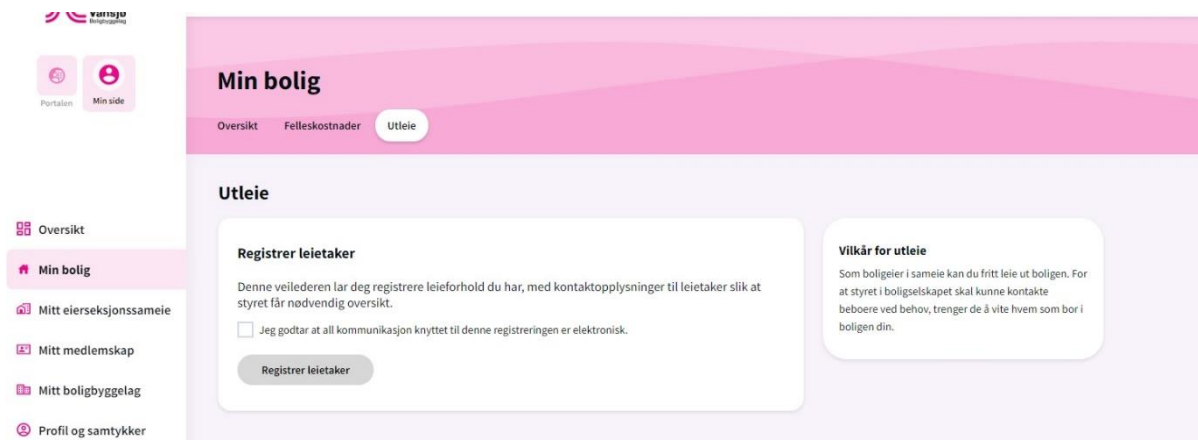 vansjø
Boligbyggelag
Portalen
Min side
Oversikt
Min bolig
Mitt eierseksjonssameie
Mitt medlemskap
Mitt boligbyggelag
Profil og samtykker
Min bolig
Oversikt Felleskostnader Utleie
Utleie
Registrer leietaker
Denne veilederen lar deg registrere leieforhold du har, med kontaktopplysninger til leietaker slik at
styret får nødvendig oversikt.
Jeg godtar at all kommunikasjon knyttet til denne registreringen er elektronisk.
Registrer leietaker
Vilkår for utleie
Som boligeier i sameie kan du fritt leie ut boligen. For
at styret i boligselskapet skal kunne kontakte
beboere ved behov, trenger de å vite hvem som bor i
boligen din.